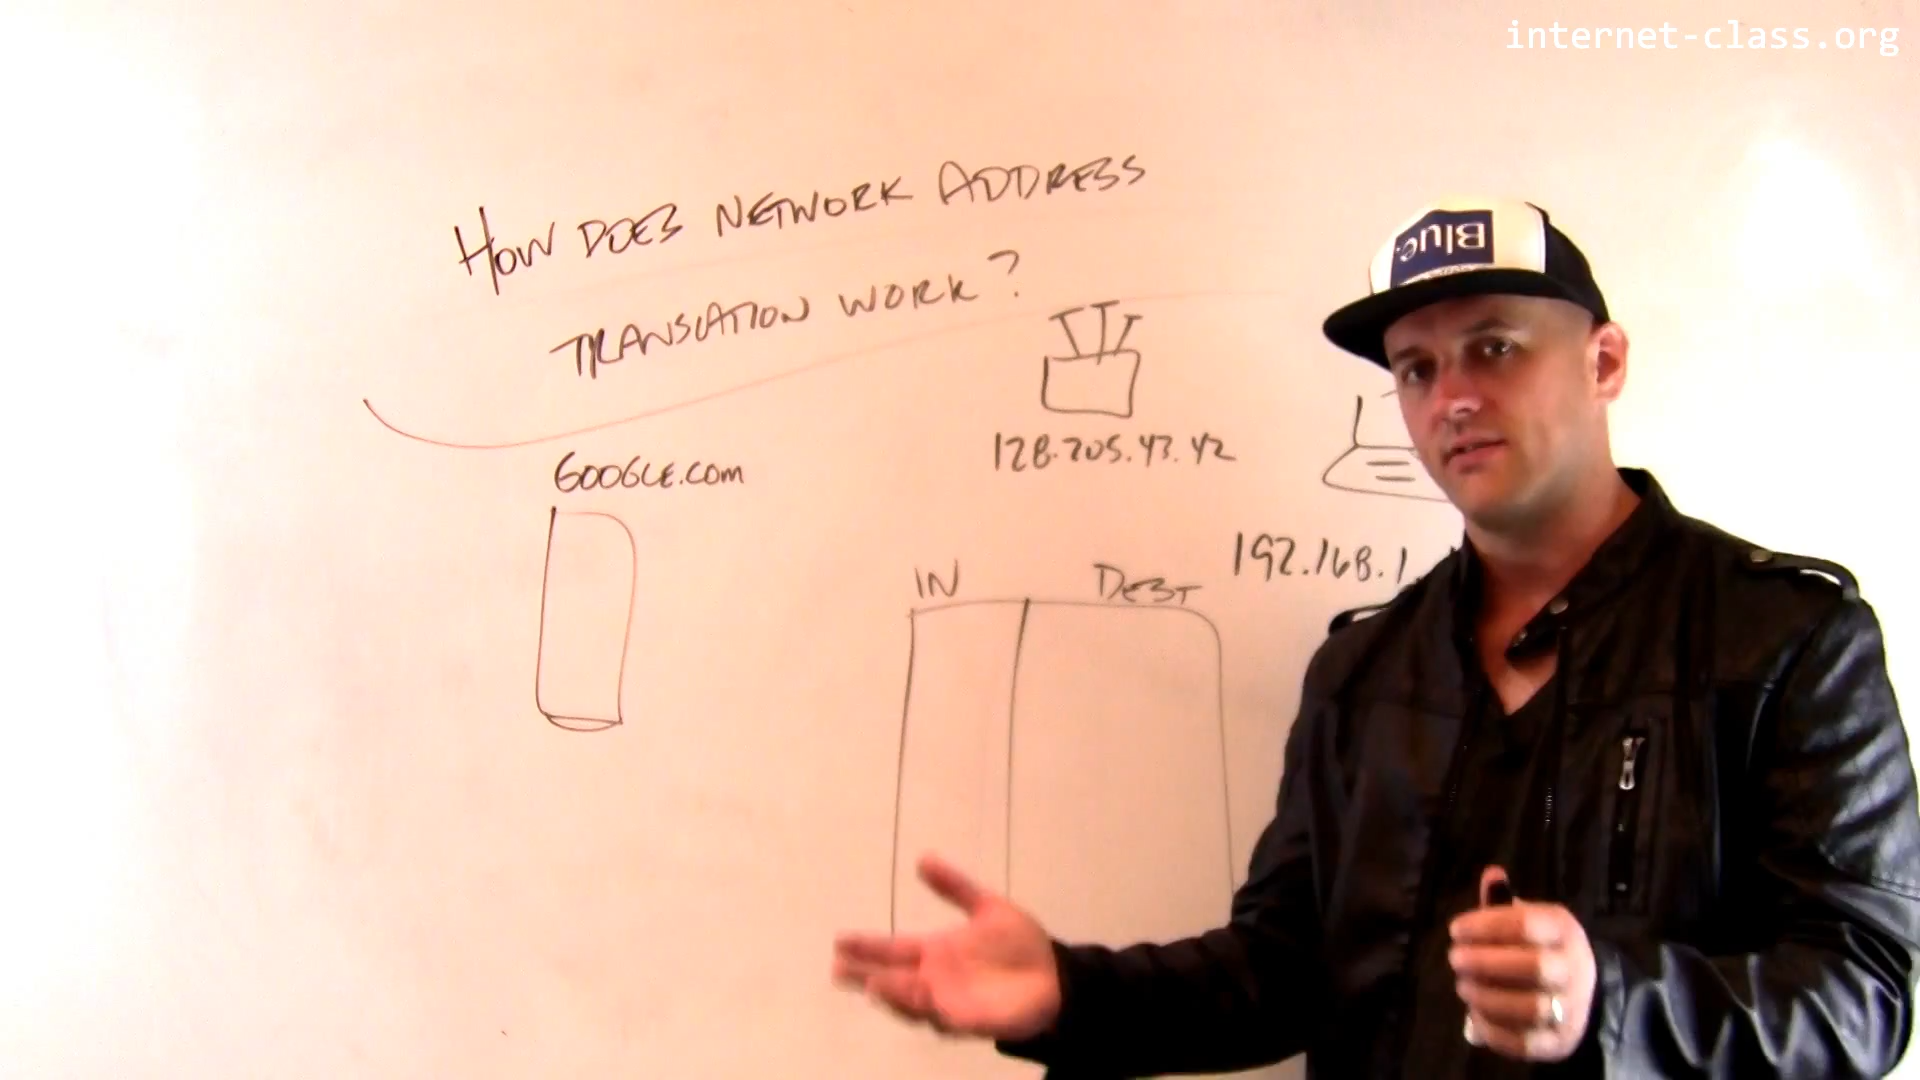 internet-class.org
HOW DOES NETWORK ADDRESS
TRANSLATION WORK?
Blue.
GOOGLE.COM
128.205.43.42
192.168.1.
IN
DEST